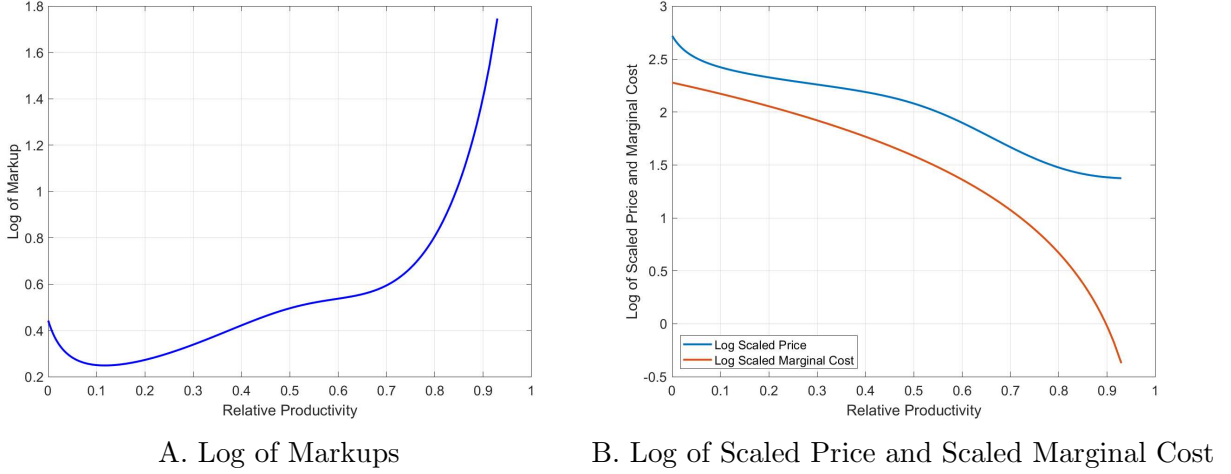 1.8
1.6
1.4
1.2
1
0.8
0.6
0.4
0.2
Log of Markup
0 0.1 0.2 0.3 0.4 0.5 0.6 0.7 0.8 0.9 1
Relative Productivity
A. Log of Markups
3
2.5
2
1.5
1
0.5
0
-0.5
Log of Scaled Price and Marginal Cost
Log Scaled Price
Log Scaled Marginal Cost
0 0.1 0.2 0.3 0.4 0.5 0.6 0.7 0.8 0.9 1
Relative Productivity
B. Log of Scaled Price and Scaled Marginal Cost